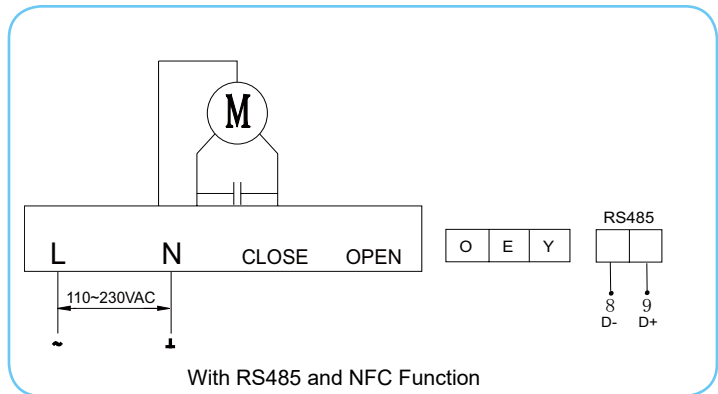 M
RS485
L N CLOSE OPEN
O E Y
110~230VAC
8 9
D- D+
~
With RS485 and NFC Function